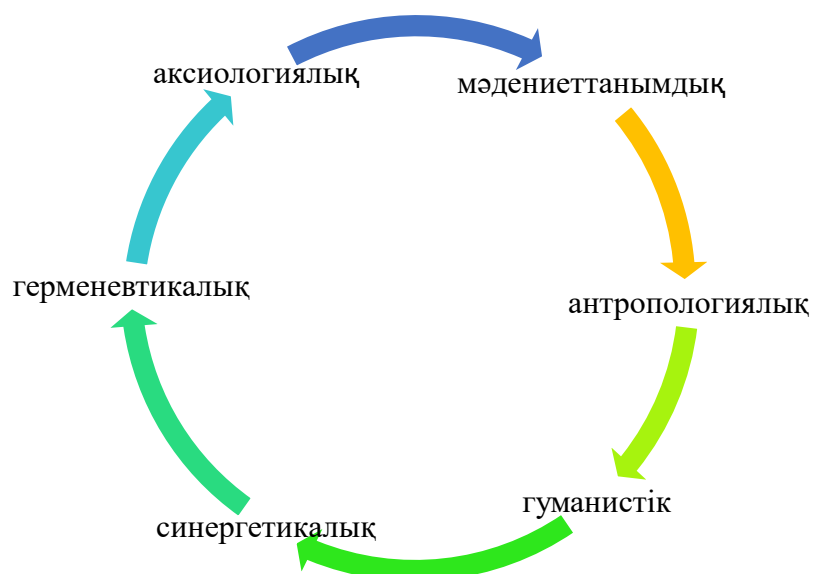 аксиологиялық
мәдениеттанымдық
антропологиялық
гуманистік
синергетикалық
герменевтикалық